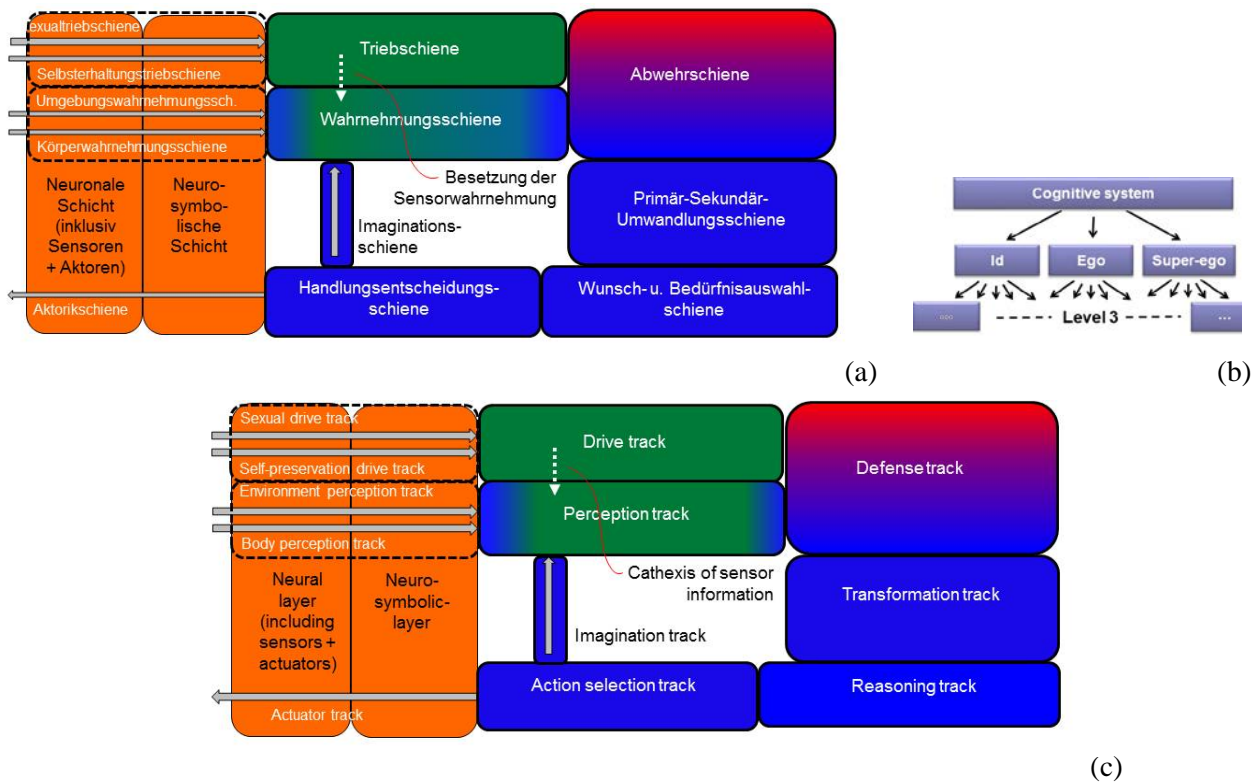 Sexualtriebschiene
Selbsterhaltungstriebschiene
Umgebungswahrnehmungssch.
Körperwahrnehmungsschiene
Neuronale
Schicht
(inklusiv
Sensoren
+ Aktoren)
Neuro-
symbo-
lische
Schicht
Aktorikschiene
Triebschiene
Wahrnehmungsschiene
Abwehrschiene
Besetzung der
Sensorwahrnehmung
Imaginations-
schiene
Primär-Sekundär-
Umwandlungsschiene
Handlungsentscheidungs-
schiene
Wunsch- u. Bedürfnisauswahl-
schiene
(a)
Cognitive system
Id
Ego
Super-ego
...
Level 3
...
(b)
Sexual drive track
Self-preservation drive track
Environment perception track
Body perception track
Neural
layer
(including
sensors +
actuators)
Neuro-
symbolic-
layer
Actuator track
Drive track
Perception track
Defense track
Cathexis of sensor
information
Imagination track
Transformation track
Action selection track
Reasoning track
(c)